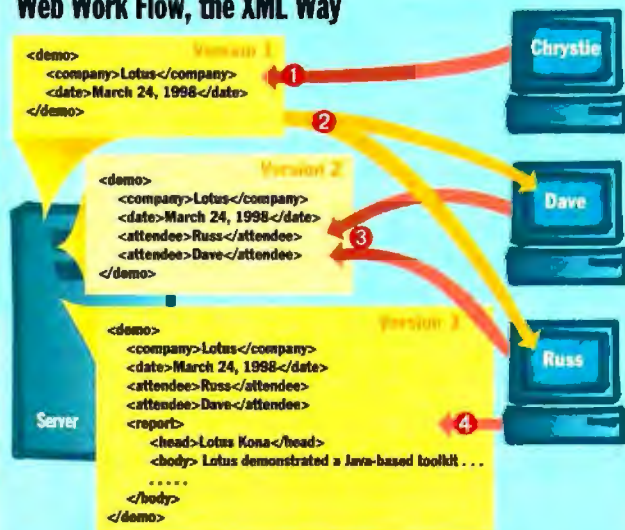 Web Work Flow, the XML Way
Version 1
<demo>
<company>Lotus</company>
<date>March 24, 1998</date>
</demo>
1
Chrystie
2
Version 2
<demo>
<company>Lotus</company>
<date>March 24, 1998</date>
<attendee>Russ</attendee>
<attendee>Dave</attendee>
</demo>
3
Dave
Version 3
<demo>
<company>Lotus</company>
<date>March 24, 1998</date>
<attendee>Russ</attendee>
<attendee>Dave</attendee>
<report>
<head>Lotus Kona</head>
<body> Lotus demonstrated a Java-based toolkit . . .
. . . . .
</body>
</demo>
4
Russ
Server